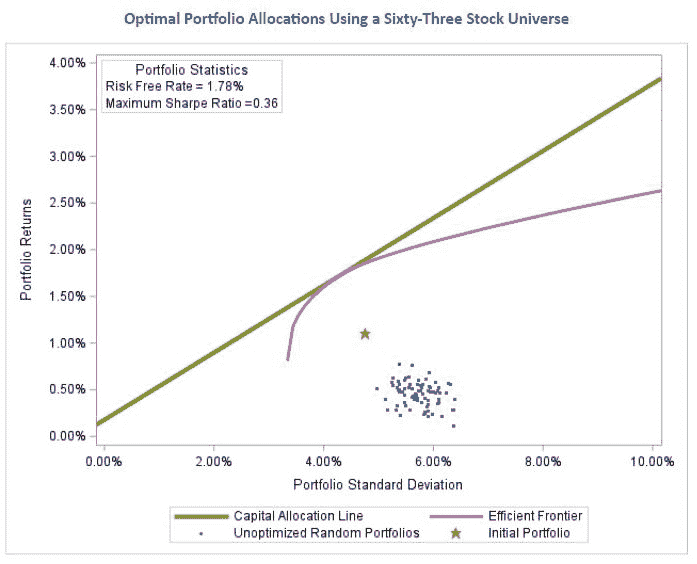 Optimal Portfolio Allocations Using a Sixty-Three Stock Universe
Portfolio Statistics
Risk Free Rate = 1.78%
Maximum Sharpe Ratio =0.36
4.00%
3.50%
3.00%
2.50%
2.00%
1.50%
1.00%
0.50%
0.00%
Portfolio Returns
0.00% 2.00% 4.00% 6.00% 8.00% 10.00%
Portfolio Standard Deviation
Capital Allocation Line Efficient Frontier
Unoptimized Random Portfolios Initial Portfolio